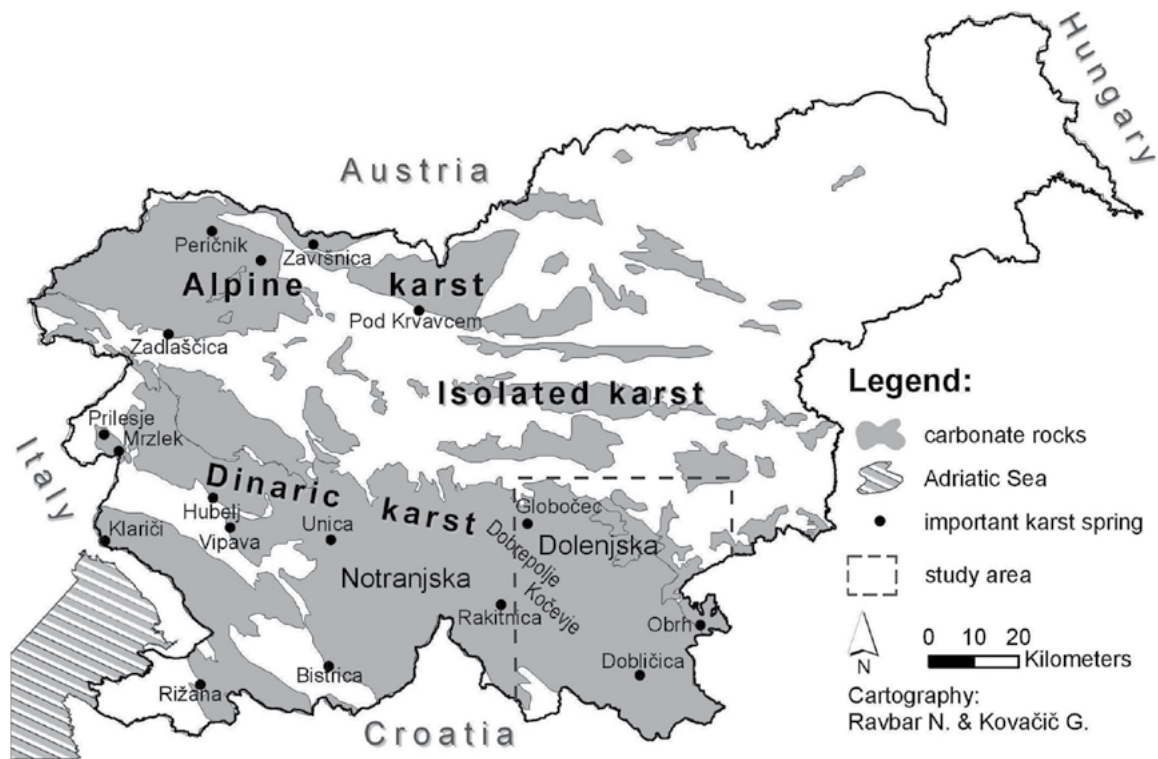 Hungary
Austria
Peričnik
Završnica
Alpine karst
Pod Krvavcem
Zadlaščica
Isolated karst
Prilesje
Mrzlek
Italy
Dinaric karst
Hubelj
Vipava
Unica
Klariči
Globočec
Dobrepolje
Dolenjska
Notranjska
Kočevje
Rakitnica
Obrh
Dobličica
Bistrica
Rižana
Croatia
Legend:
carbonate rocks
Adriatic Sea
important karst spring
study area
N
0 10 20
Kilometers
Cartography:
Ravbar N. & Kovačič G.